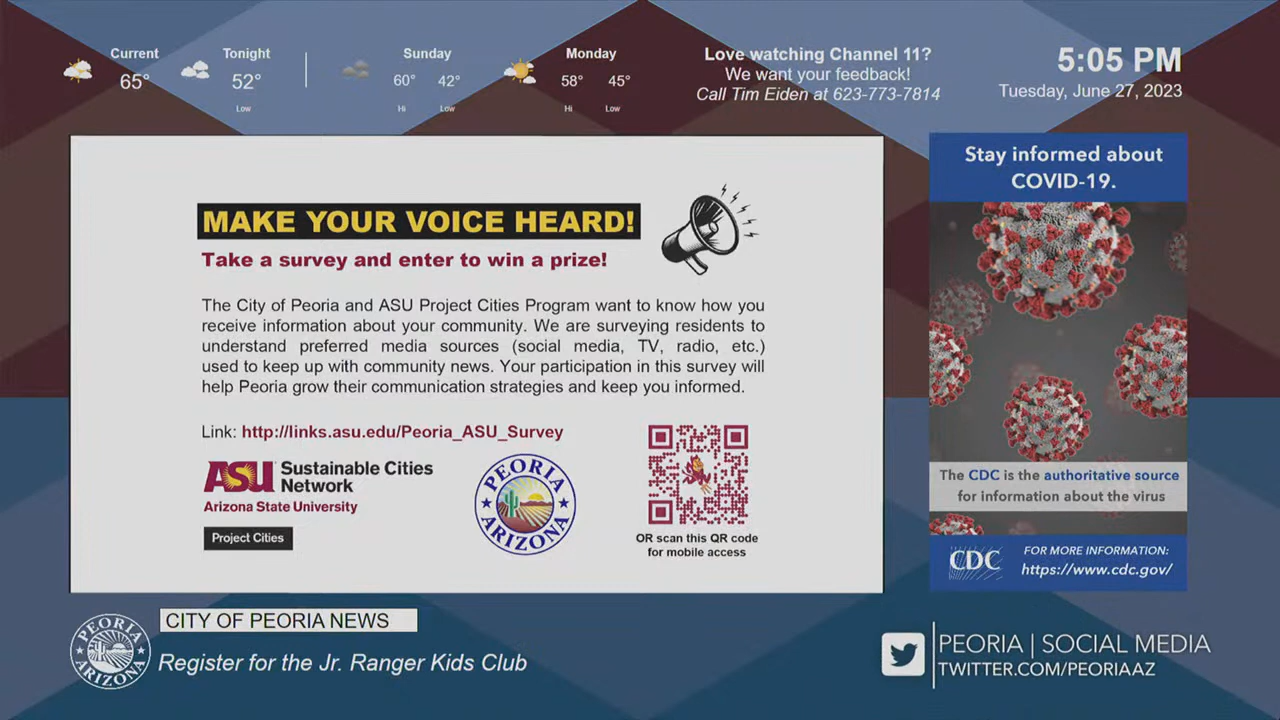 Current
65°
Tonight
52°
Low
Sunday
60° 42°
Hi Low
Monday
58° 45°
Hi Low
Love watching Channel 11?
We want your feedback!
Call Tim Eiden at 623-773-7814
5:05 PM
Tuesday, June 27, 2023
MAKE YOUR VOICE HEARD!
Take a survey and enter to win a prize!
The City of Peoria and ASU Project Cities Program want to know how you
receive information about your community. We are surveying residents to
understand preferred media sources (social media, TV, radio, etc.)
used to keep up with community news. Your participation in this survey will
help Peoria grow their communication strategies and keep you informed.
Link: http://links.asu.edu/Peoria_ASU_Survey
ASU Sustainable Cities
Network
Arizona State University
Project Cities
PEORIA
ARIZONA
OR scan this QR code
for mobile access
Stay informed about
COVID-19.
The CDC is the authoritative source
for information about the virus
CDC
FOR MORE INFORMATION:
https://www.cdc.gov/
PEORIA
ARIZONA
CITY OF PEORIA NEWS
Register for the Jr. Ranger Kids Club
PEORIA | SOCIAL MEDIA
TWITTER.COM/PEORIAAZ